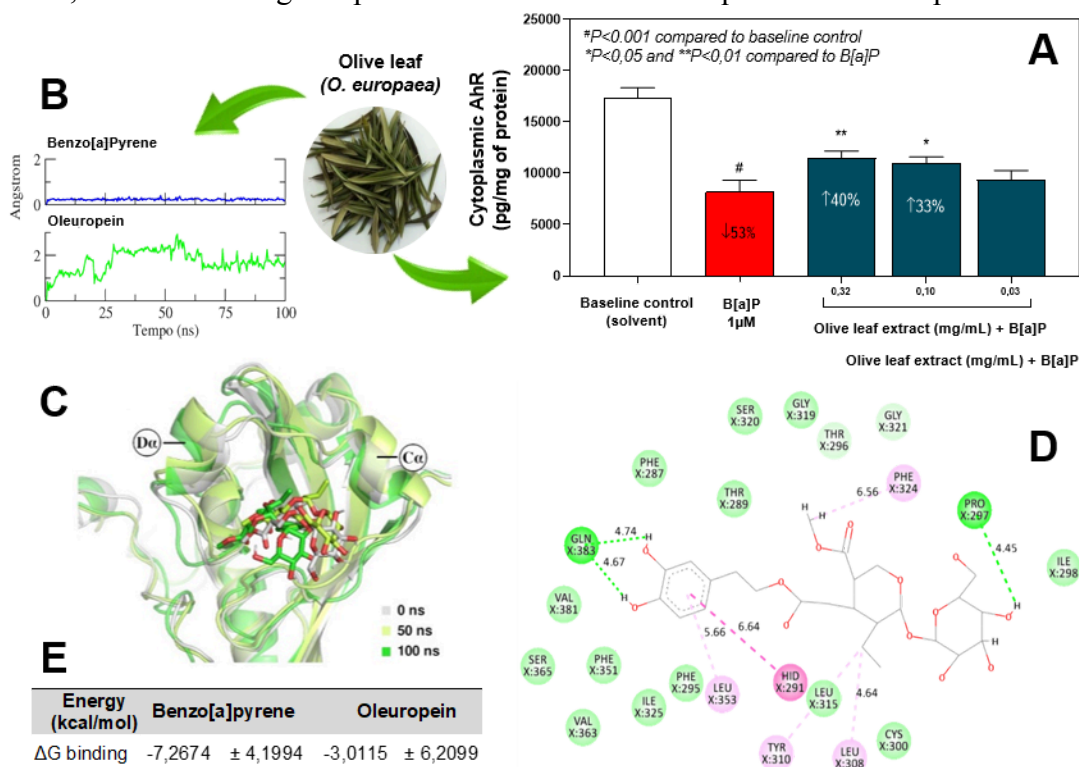 B
Olive leaf
(O. europaea)
Benzo[a]Pyrene
2
0
Angstrom
Oleuropein
2
0
0 25 50 75 100
Tempo (ns)
A
#P<0.001 compared to baseline control
*P<0,05 and **P<0,01 compared to B[a]P
Cytoplasmic AhR
(pg/mg of protein)
25000
20000
15000
10000
5000
0
#
↓53%
**
↑40%
*
↑33%
Baseline control
(solvent)
B[a]P
1µM
0,32 0,10 0,03
Olive leaf extract (mg/mL) + B[a]P
Olive leaf extract (mg/mL) + B[a]P
C
Dα
Cα
0 ns
50 ns
100 ns
D
SER
X:320
GLY
X:319
THR
X:296
GLY
X:321
PHE
X:287
THR
X:289
PHE
X:324
PRO
X:297
6.56
H
H
O
O
4.74
H
O
GLN
X:383
4.67
H
O
4.45
ILE
X:298
VAL
X:381
O
O
O
O
O
O
O
H
H
O
O
5.66
6.64
SER
X:365
PHE
X:351
PHE
X:295
LEU
X:353
HID
X:291
LEU
X:315
4.64
ILE
X:325
VAL
X:363
TYR
X:310
LEU
X:308
CYS
X:300
E
Energy
(kcal/mol) Benzo[a]pyrene Oleuropein
ΔG binding -7,2674 ± 4,1994 -3,0115 ± 6,2099